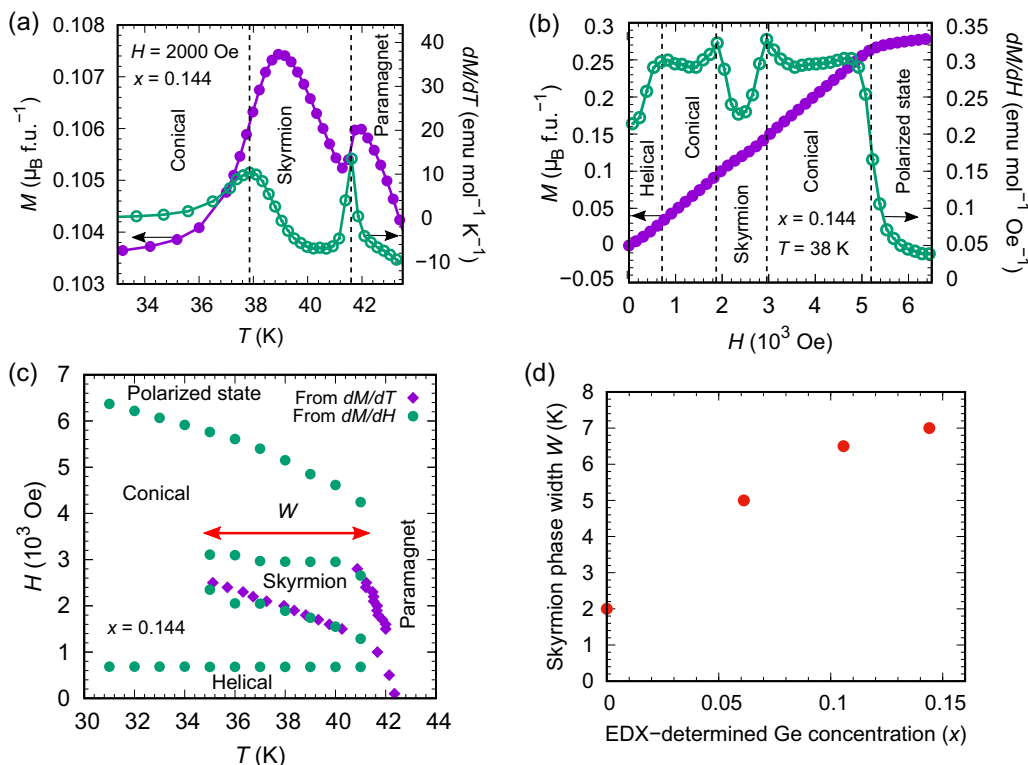 (a)
H = 2000 Oe
x = 0.144
Conical
Skyrmion
Paramagnet
0.108
0.107
0.106
0.105
0.104
0.103
M (μB f.u.⁻¹)
40
30
20
10
0
−10
dM/dT (emu mol⁻¹ K⁻¹)
34 36 38 40 42
T (K)
(b)
Helical
Conical
Skyrmion
Conical
Polarized state
x = 0.144
T = 38 K
0.3
0.25
0.2
0.15
0.1
0.05
0
−0.05
M (μB f.u.⁻¹)
0.35
0.30
0.25
0.20
0.15
0.10
0.05
0
dM/dH (emu mol⁻¹ Oe⁻¹)
0 1 2 3 4 5 6
H (10³ Oe)
(c)
Polarized state
From dM/dT
From dM/dH
Conical
W
Skyrmion
Paramagnet
x = 0.144
Helical
7
6
5
4
3
2
1
0
H (10³ Oe)
30 32 34 36 38 40 42 44
T (K)
(d)
8
7
6
5
4
3
2
1
0
Skyrmion phase width W (K)
0 0.05 0.1 0.15
EDX−determined Ge concentration (x)